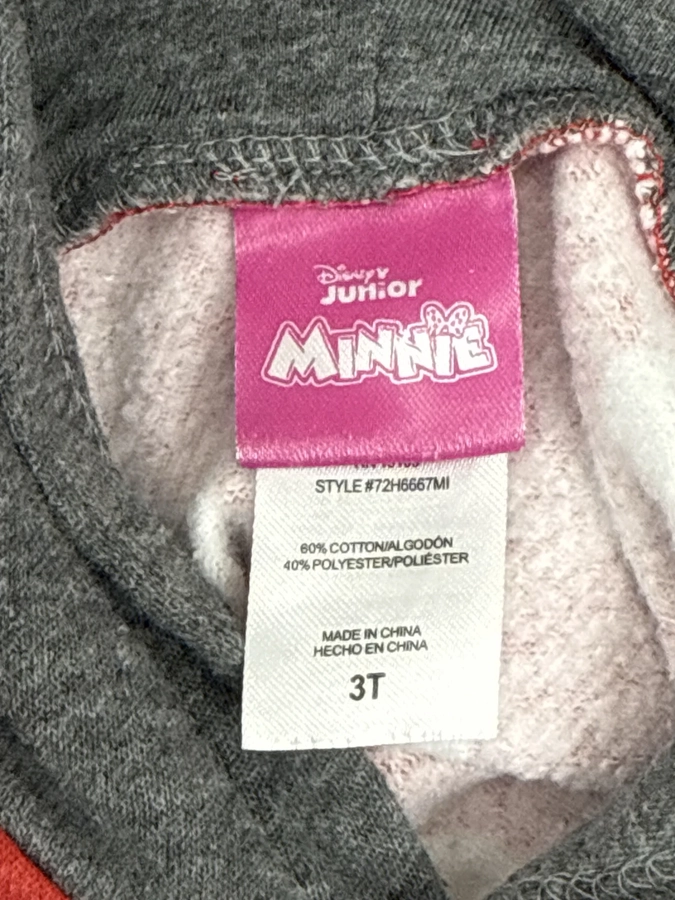 Disney
Junior
MINNIE
STYLE #72H6667MI
60% COTTON/ALGODÓN
40% POLYESTER/POLIÉSTER
MADE IN CHINA
HECHO EN CHINA
3T